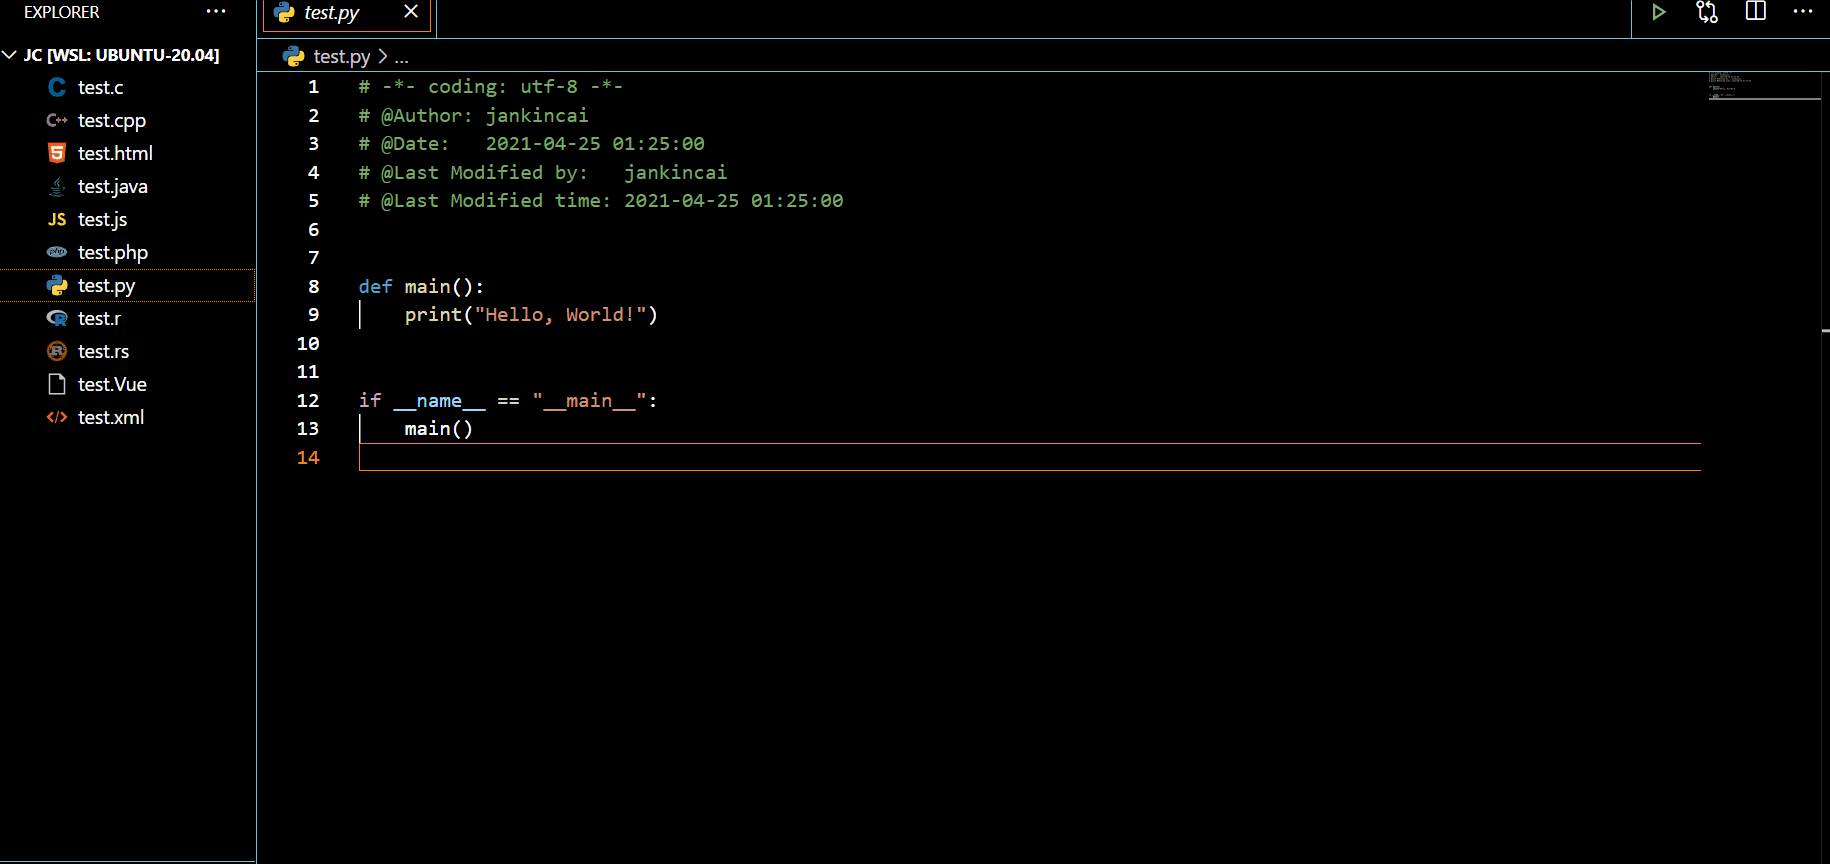 EXPLORER
JC [WSL: UBUNTU-20.04]
test.c
test.cpp
test.html
test.java
test.js
test.php
test.py
test.r
test.rs
test.Vue
test.xml
test.py
test.py > ...
1 # -*- coding: utf-8 -*-
2 # @Author: jankincai
3 # @Date:   2021-04-25 01:25:00
4 # @Last Modified by:   jankincai
5 # @Last Modified time: 2021-04-25 01:25:00
6
7
8 def main():
9     print("Hello, World!")
10
11
12 if __name__ == "__main__":
13     main()
14